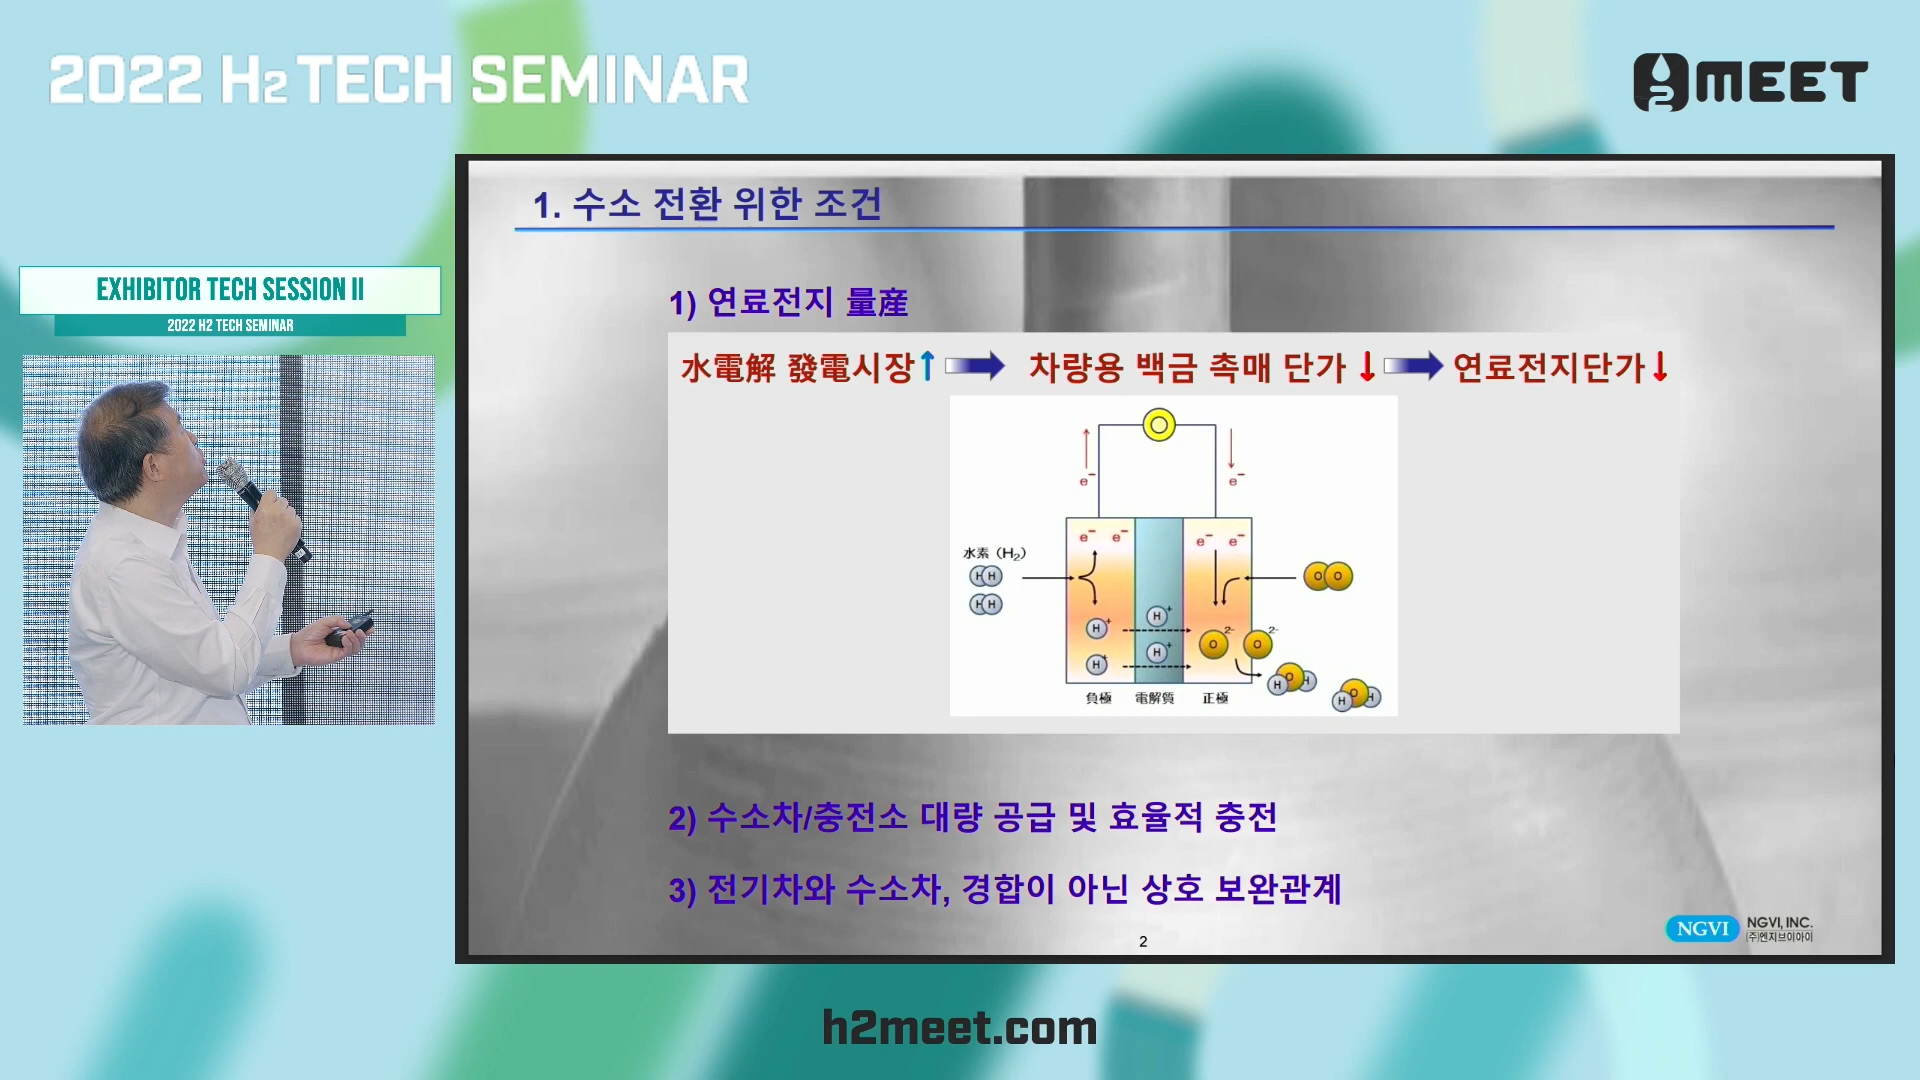 2022 H2 TECH SEMINAR
MEET
EXHIBITOR TECH SESSION II
2022 H2 TECH SEMINAR
1. 수소 전환 위한 조건
1) 연료전지 量産
水電解 發電시장↑ 차량용 백금 촉매 단가 ↓ 연료전지단가↓
e⁻ e⁻
e⁻ e⁻ e⁻ e⁻
水素 (H₂)
H H O O
H H
H⁺ H⁺ O²⁻ O²⁻
H⁺ H⁺
H O H
H O H
負極 電解質 正極
2) 수소차/충전소 대량 공급 및 효율적 충전
3) 전기차와 수소차, 경합이 아닌 상호 보완관계
NGVI NGVI, INC.
(주)엔지브이아이
2
h2meet.com